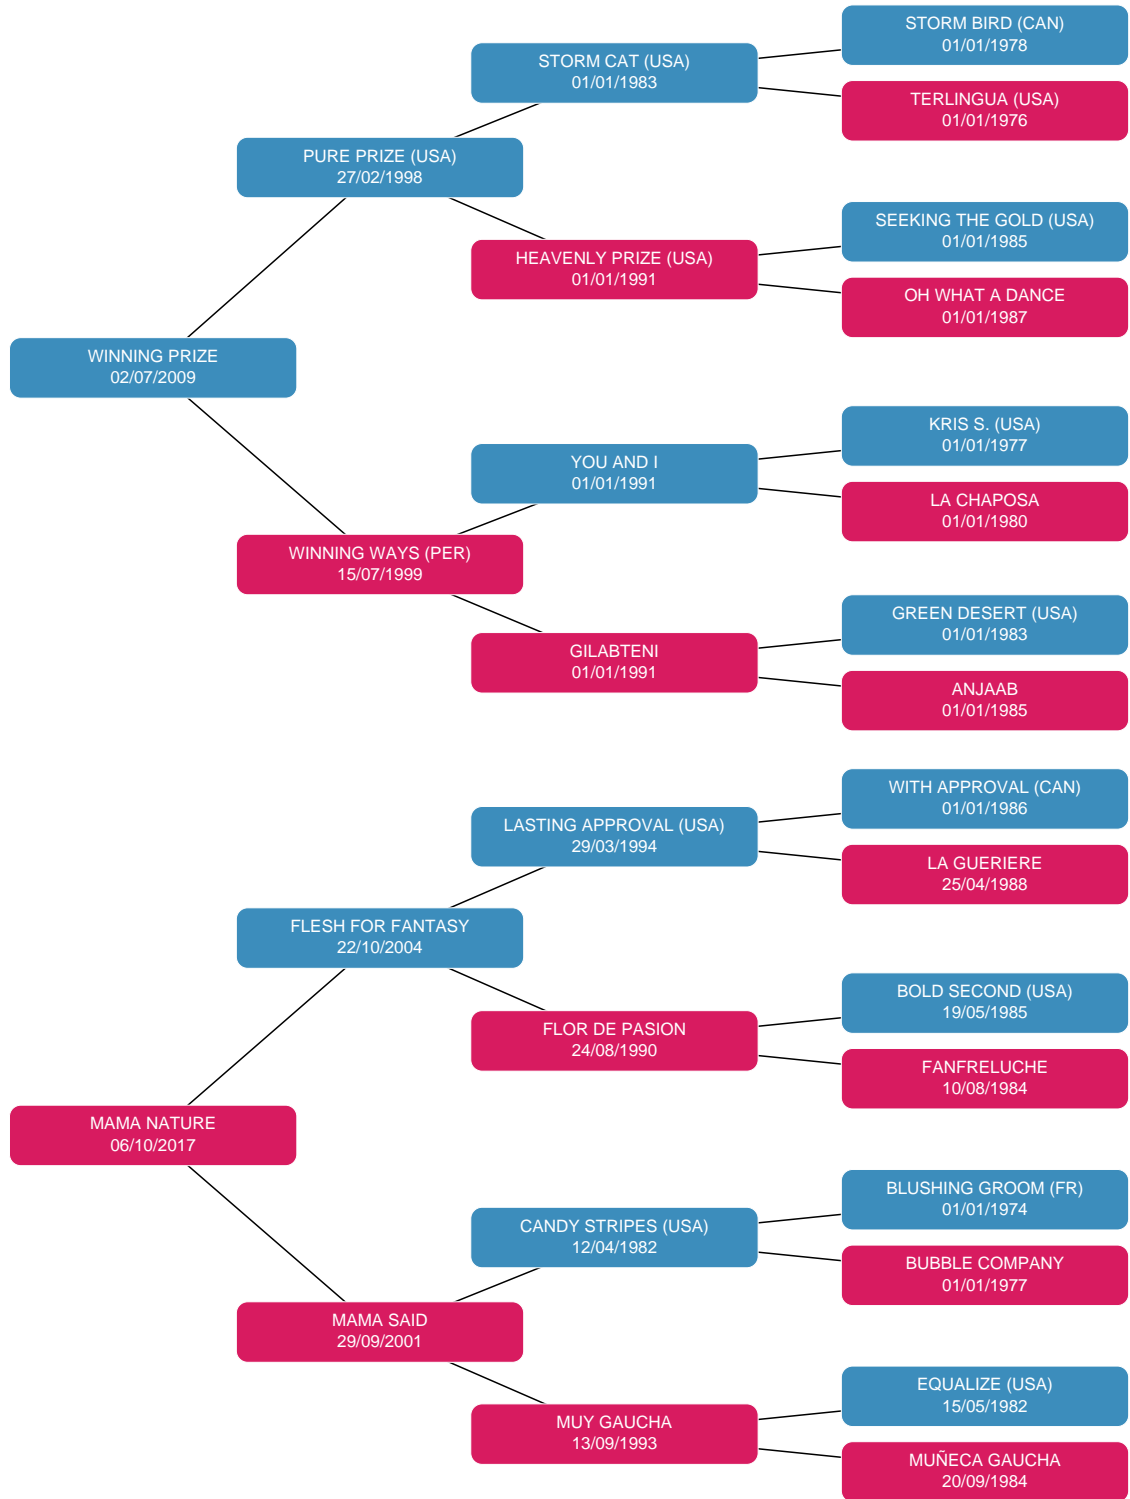 STORM BIRD (CAN)
01/01/1978
STORM CAT (USA)
01/01/1983
TERLINGUA (USA)
01/01/1976
PURE PRIZE (USA)
27/02/1998
SEEKING THE GOLD (USA)
01/01/1985
HEAVENLY PRIZE (USA)
01/01/1991
OH WHAT A DANCE
01/01/1987
WINNING PRIZE
02/07/2009
KRIS S. (USA)
01/01/1977
YOU AND I
01/01/1991
LA CHAPOSA
01/01/1980
WINNING WAYS (PER)
15/07/1999
GREEN DESERT (USA)
01/01/1983
GILABTENI
01/01/1991
ANJAAB
01/01/1985
WITH APPROVAL (CAN)
01/01/1986
LASTING APPROVAL (USA)
29/03/1994
LA GUERIERE
25/04/1988
FLESH FOR FANTASY
22/10/2004
BOLD SECOND (USA)
19/05/1985
FLOR DE PASION
24/08/1990
FANFRELUCHE
10/08/1984
MAMA NATURE
06/10/2017
BLUSHING GROOM (FR)
01/01/1974
CANDY STRIPES (USA)
12/04/1982
BUBBLE COMPANY
01/01/1977
MAMA SAID
29/09/2001
EQUALIZE (USA)
15/05/1982
MUY GAUCHA
13/09/1993
MUÑECA GAUCHA
20/09/1984